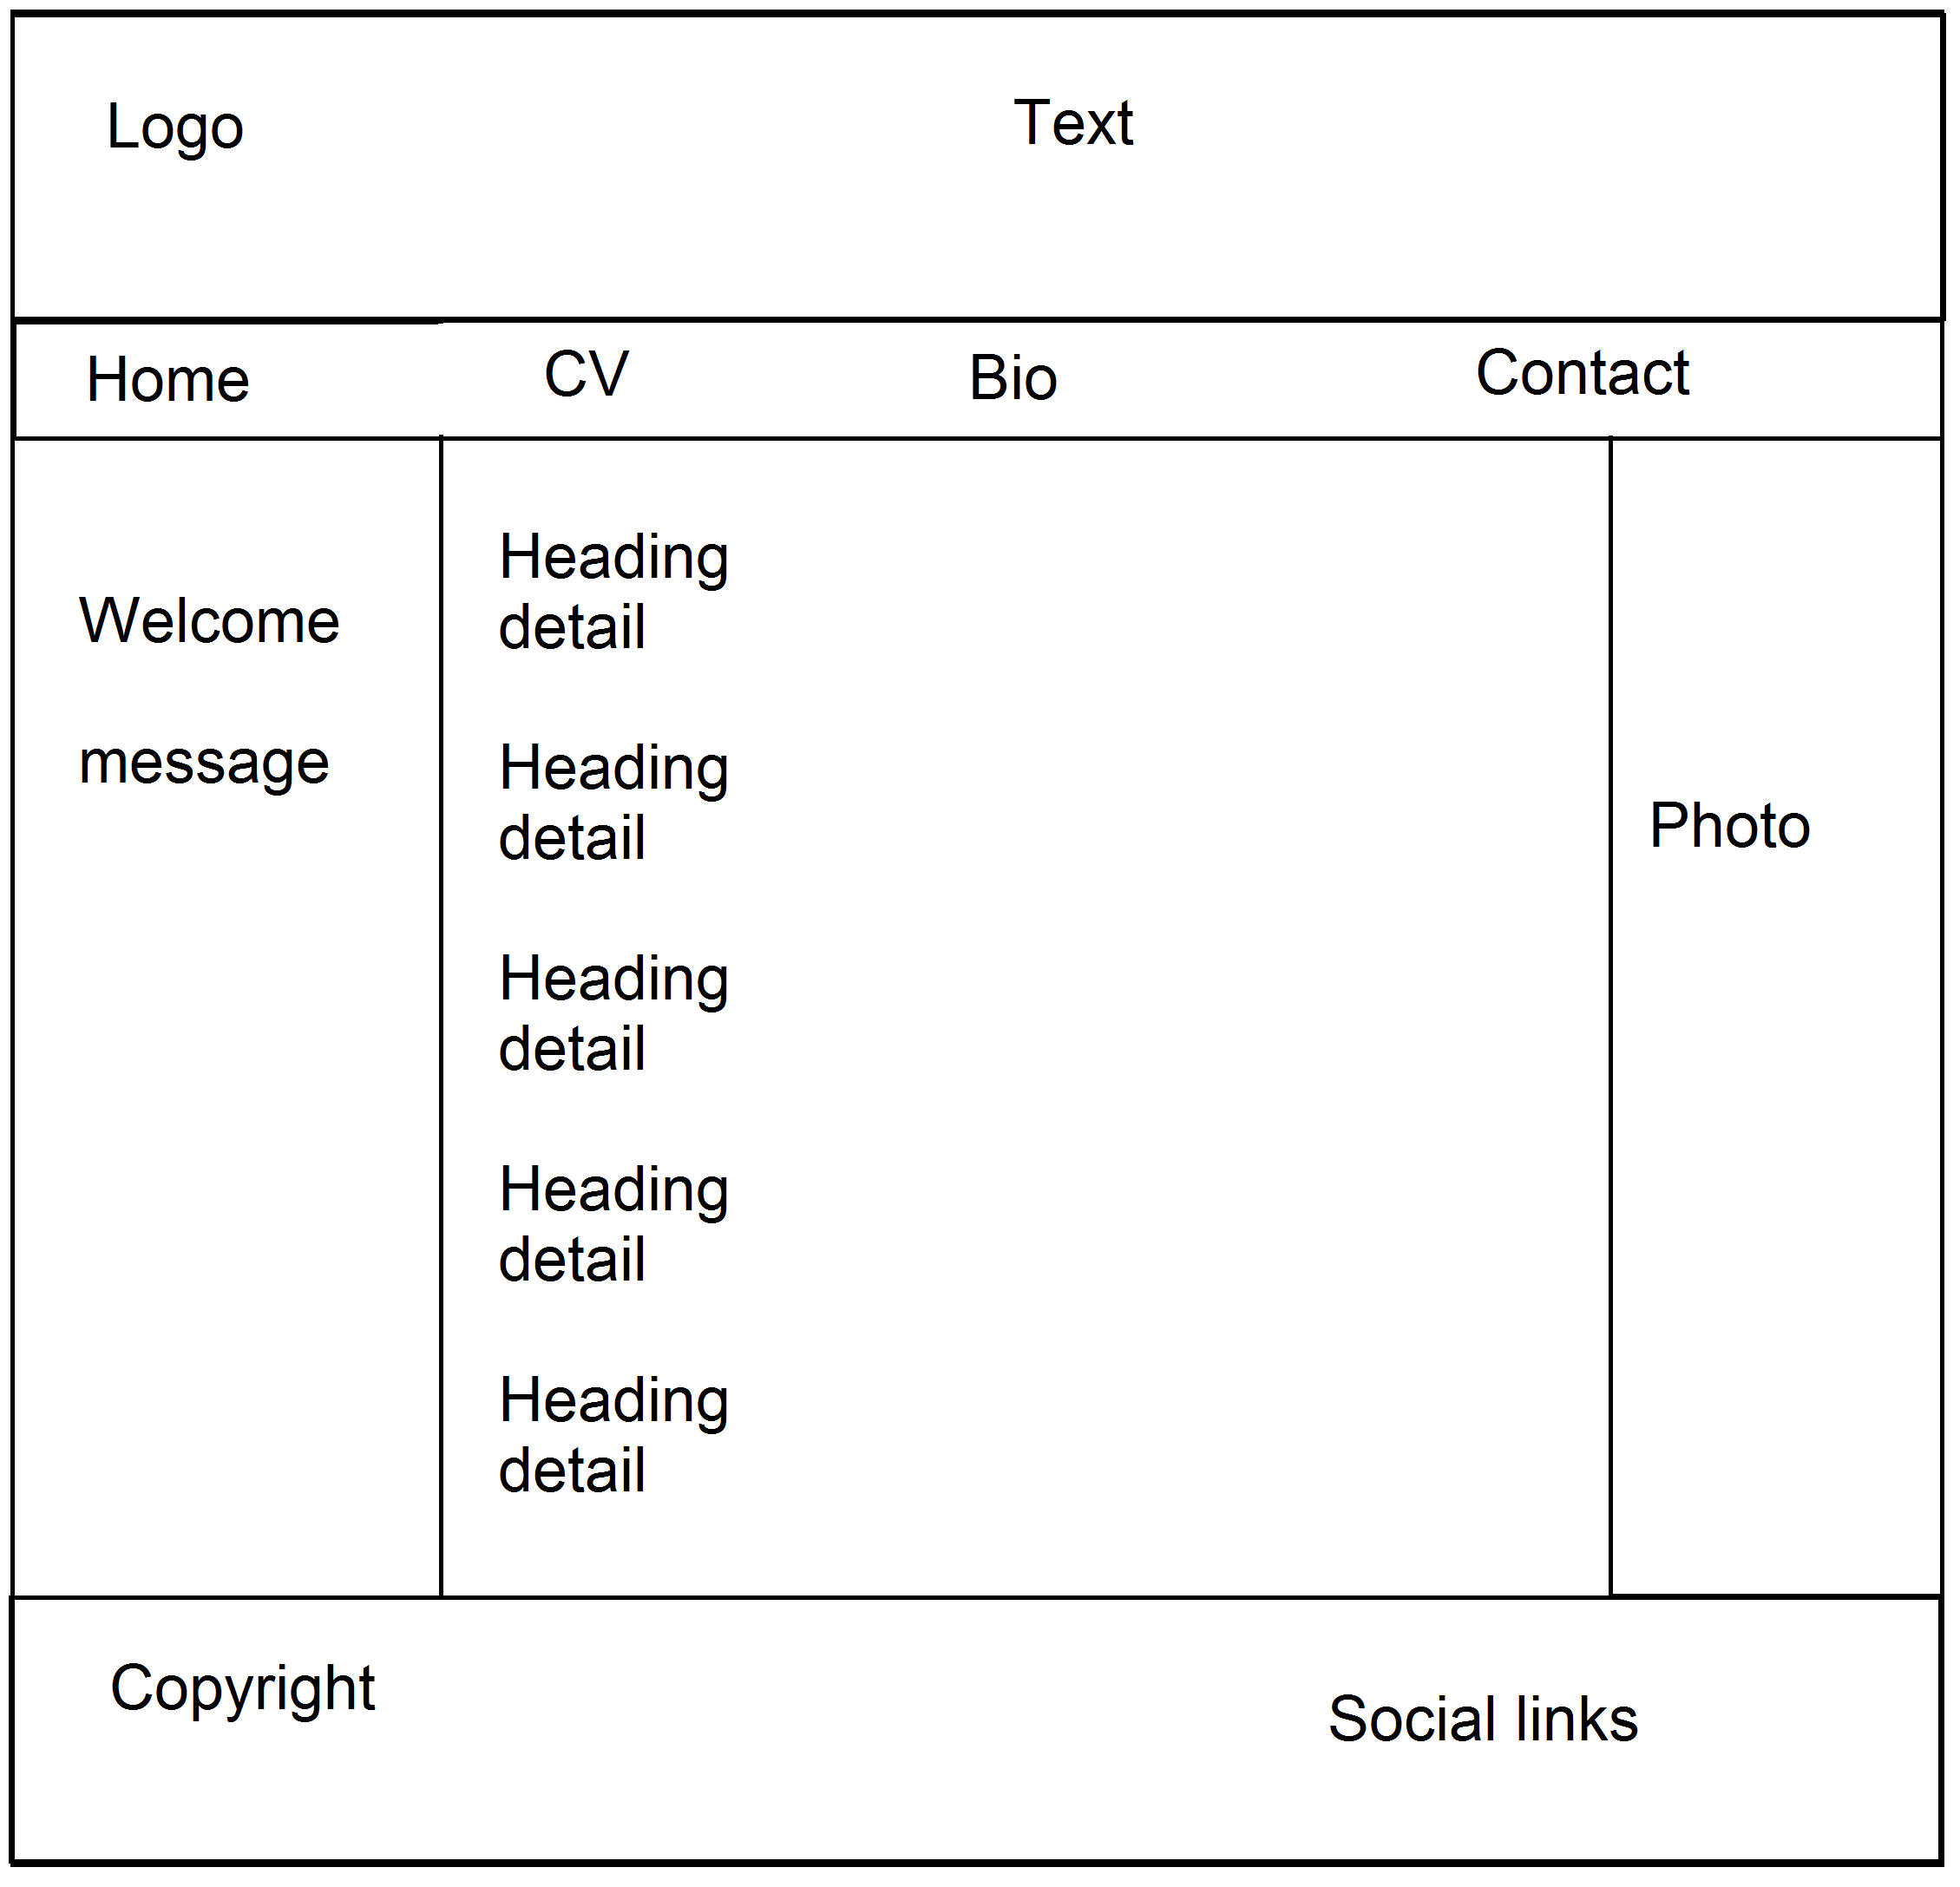 Logo
Text
Home
CV
Bio
Contact
Welcome
message
Heading
detail
Heading
detail
Heading
detail
Heading
detail
Heading
detail
Photo
Copyright
Social links